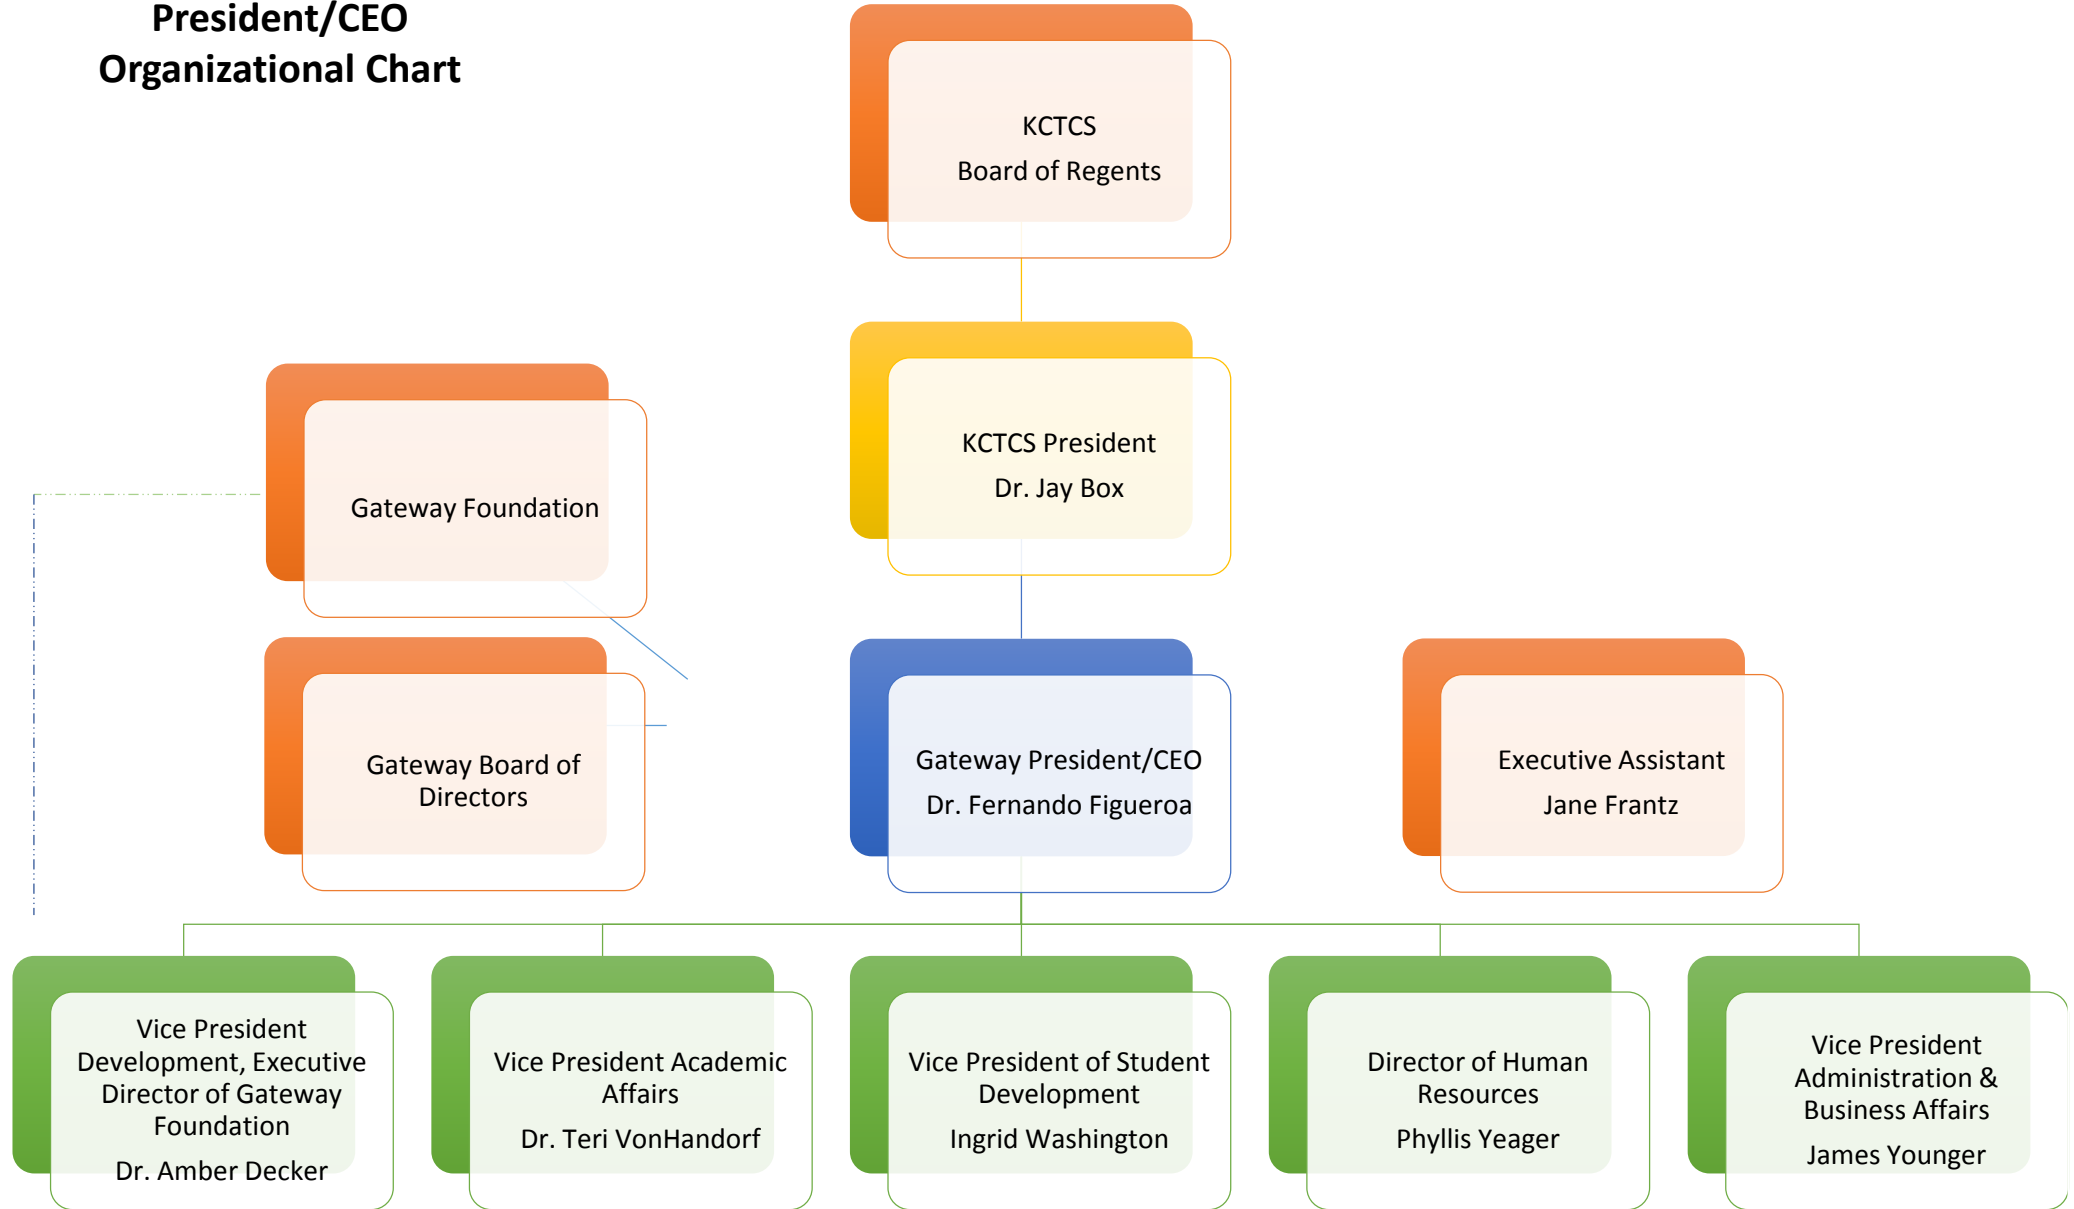 President/CEO
Organizational Chart
KCTCS
Board of Regents
KCTCS President
Dr. Jay Box
Gateway Foundation
Gateway Board of
Directors
Gateway President/CEO
Dr. Fernando Figueroa
Executive Assistant
Jane Frantz
Vice President
Development, Executive
Director of Gateway
Foundation
Dr. Amber Decker
Vice President Academic
Affairs
Dr. Teri VonHandorf
Vice President of Student
Development
Ingrid Washington
Director of Human
Resources
Phyllis Yeager
Vice President
Administration &
Business Affairs
James Younger